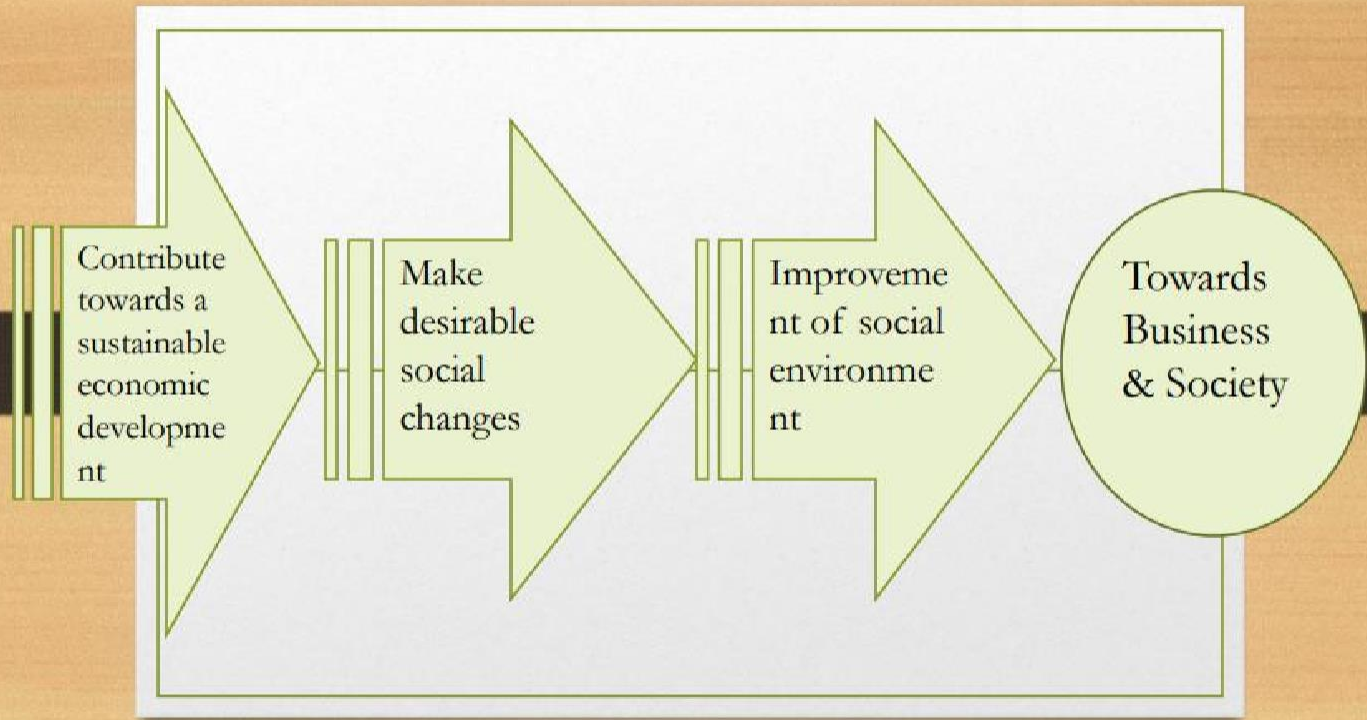 Contribute
towards a
sustainable
economic
developme
nt
Make
desirable
social
changes
Improveme
nt of social
environme
nt
Towards
Business
& Society